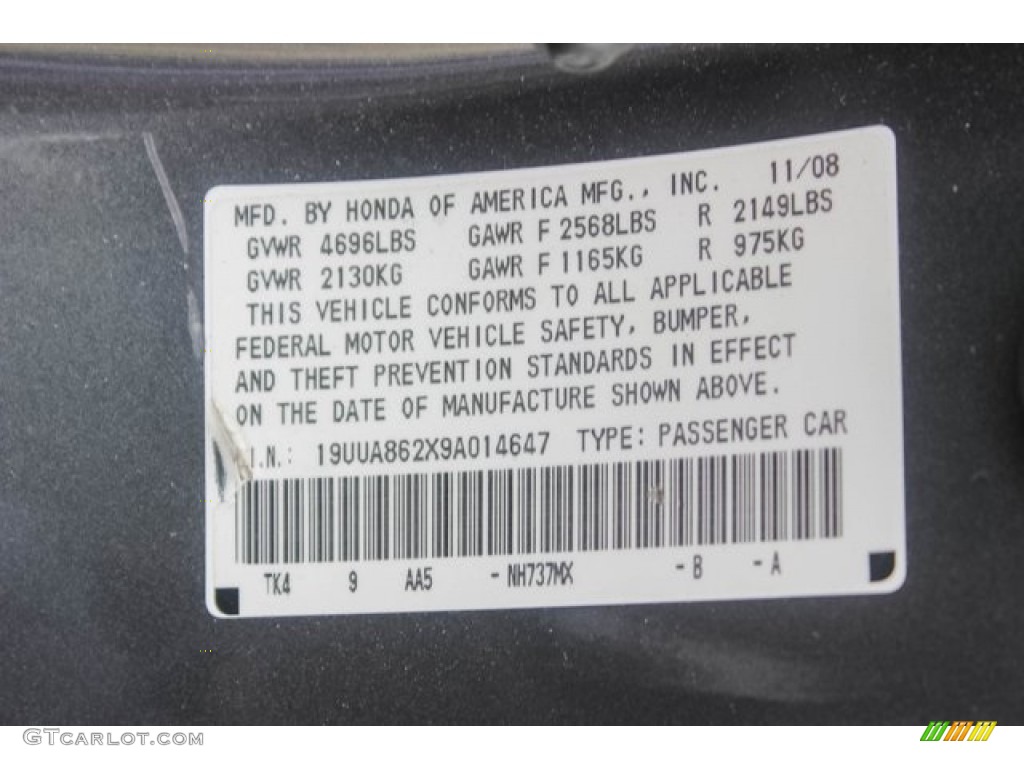 MFD. BY HONDA OF AMERICA MFG., INC. 11/08
GVWR 4696LBS GAWR F 2568LBS R 2149LBS
GVWR 2130KG GAWR F 1165KG R 975KG
THIS VEHICLE CONFORMS TO ALL APPLICABLE
FEDERAL MOTOR VEHICLE SAFETY, BUMPER,
AND THEFT PREVENTION STANDARDS IN EFFECT
ON THE DATE OF MANUFACTURE SHOWN ABOVE.
.I.N.: 19UUA862X9A014647 TYPE: PASSENGER CAR
TK4 9 AA5 -NH737MX -B -A
GTCARLOT.COM